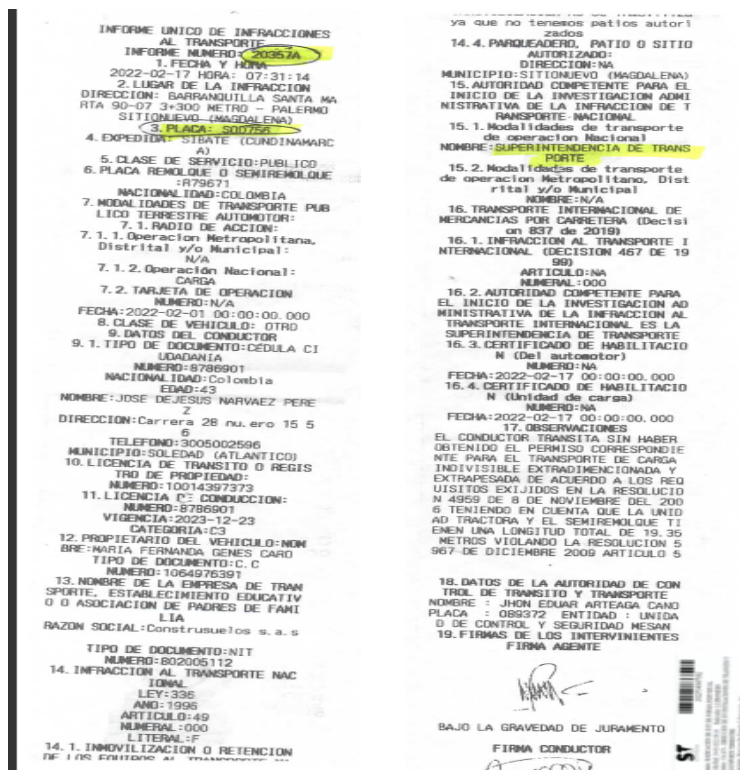 INFORME UNICO DE INFRACCIONES
AL TRANSPORTE
INFORME NUMERO: 20357A
1. FECHA Y HORA
2022-02-17 HORA: 07:31:14
2. LUGAR DE LA INFRACCION
DIRECCION: BARRANQUILLA SANTA MA
RTA 90-07 3+300 METRO - PALERMO
SITIONUEVO (MAGDALENA)
3. PLACA: SOD756
4. EXPEDIDA: SIBATE (CUNDINAMARC
A)
5. CLASE DE SERVICIO:PUBLICO
6. PLACA REMOLQUE O SEMIREMOLQUE
:R79671
NACIONALIDAD:COLOMBIA
7. MODALIDADES DE TRANSPORTE PUB
LICO TERRESTRE AUTOMOTOR:
7.1. RADIO DE ACCION:
7.1.1. Operacion Metropolitana,
Distrital y/o Municipal:
N/A
7.1.2. Operación Nacional:
CARGA
7.2. TARJETA DE OPERACION
NUMERO:N/A
FECHA:2022-02-01 00:00:00.000
8. CLASE DE VEHICULO: OTRO
9. DATOS DEL CONDUCTOR
9.1. TIPO DE DOCUMENTO:CÉDULA CI
UDADANIA
NUMERO:8786901
NACIONALIDAD:Colombia
EDAD:43
NOMBRE:JOSE DEJESUS NARVAEZ PERE
Z
DIRECCION:Carrera 28 nu.ero 15 5
6
TELEFONO:3005002596
MUNICIPIO:SOLEDAD (ATLANTICO)
10. LICENCIA DE TRANSITO O REGIS
TRO DE PROPIEDAD:
NUMERO:10014397373
11. LICENCIA DE CONDUCCION:
NUMERO:8786901
VIGENCIA:2023-12-23
CATEGORIA:C3
12. PROPIETARIO DEL VEHICULO:NOM
BRE:MARIA FERNANDA GENES CARO
TIPO DE DOCUMENTO:C.C
NUMERO:1064976391
13. NOMBRE DE LA EMPRESA DE TRAN
SPORTE, ESTABLECIMIENTO EDUCATIV
O O ASOCIACION DE PADRES DE FAMI
LIA
RAZON SOCIAL:Construsuelos s.a.s
TIPO DE DOCUMENTO:NIT
NUMERO:802005112
14. INFRACCION AL TRANSPORTE NAC
IONAL
LEY:336
ANO:1996
ARTICULO:49
NUMERAL:000
LITERAL:F
14.1. INMOVILIZACION O RETENCION
DE LOS EQUIPOS AL TRANSPORTE
ya que no tenemos patios autori
zados
14.4. PARQUEADERO, PATIO O SITIO
AUTORIZADO:
DIRECCION:NA
MUNICIPIO:SITIONUEVO (MAGDALENA)
15. AUTORIDAD COMPETENTE PARA EL
INICIO DE LA INVESTIGACION ADMI
NISTRATIVA DE LA INFRACCION DE T
RANSPORTE NACIONAL
15.1. Modalidades de transporte
de operacion Nacional
NOMBRE:SUPERINTENDENCIA DE TRANS
PORTE
15.2. Modalidades de transporte
de operacion Metropolitano, Dist
rital y/o Municipal
NOMBRE:N/A
16. TRANSPORTE INTERNACIONAL DE
MERCANCIAS POR CARRETERA (Decisi
on 837 de 2019)
16.1. INFRACCION AL TRANSPORTE I
NTERNACIONAL (DECISION 467 DE 19
99)
ARTICULO:NA
NUMERAL:000
16.2. AUTORIDAD COMPETENTE PARA
EL INICIO DE LA INVESTIGACION AD
MINISTRATIVA DE LA INFRACCION AL
TRANSPORTE INTERNACIONAL ES LA
SUPERINTENDENCIA DE TRANSPORTE
16.3. CERTIFICADO DE HABILITACIO
N (Del automotor)
NUMERO:NA
FECHA:2022-02-17 00:00:00.000
16.4. CERTIFICADO DE HABILITACIO
N (Unidad de carga)
NUMERO:NA
FECHA:2022-02-17 00:00:00.000
17. OBSERVACIONES
EL CONDUCTOR TRANSITA SIN HABER
OBTENIDO EL PERMISO CORRESPONDIE
NTE PARA EL TRANSPORTE DE CARGA
INDIVISIBLE EXTRADIMENCIONADA Y
EXTRAPESADA DE ACUERDO A LOS REQ
UISITOS EXIJIDOS EN LA RESOLUCIO
N 4959 DE 8 DE NOVIEMBRE DEL 200
6 TENIENDO EN CUENTA QUE LA UNID
AD TRACTORA Y EL SEMIREMOLQUE TI
ENEN UNA LONGITUD TOTAL DE 19.35
METROS VIOLANDO LA RESOLUCION 5
967 DE DICIEMBRE 2009 ARTICULO 5
18. DATOS DE LA AUTORIDAD DE CON
TROL DE TRANSITO Y TRANSPORTE
NOMBRE : JHON EDUAR ARTEAGA CANO
PLACA : 089372 ENTIDAD : UNIDA
D DE CONTROL Y SEGURIDAD MESAN
19. FIRMAS DE LOS INTERVINIENTES
FIRMA AGENTE
BAJO LA GRAVEDAD DE JURAMENTO
FIRMA CONDUCTOR
ST